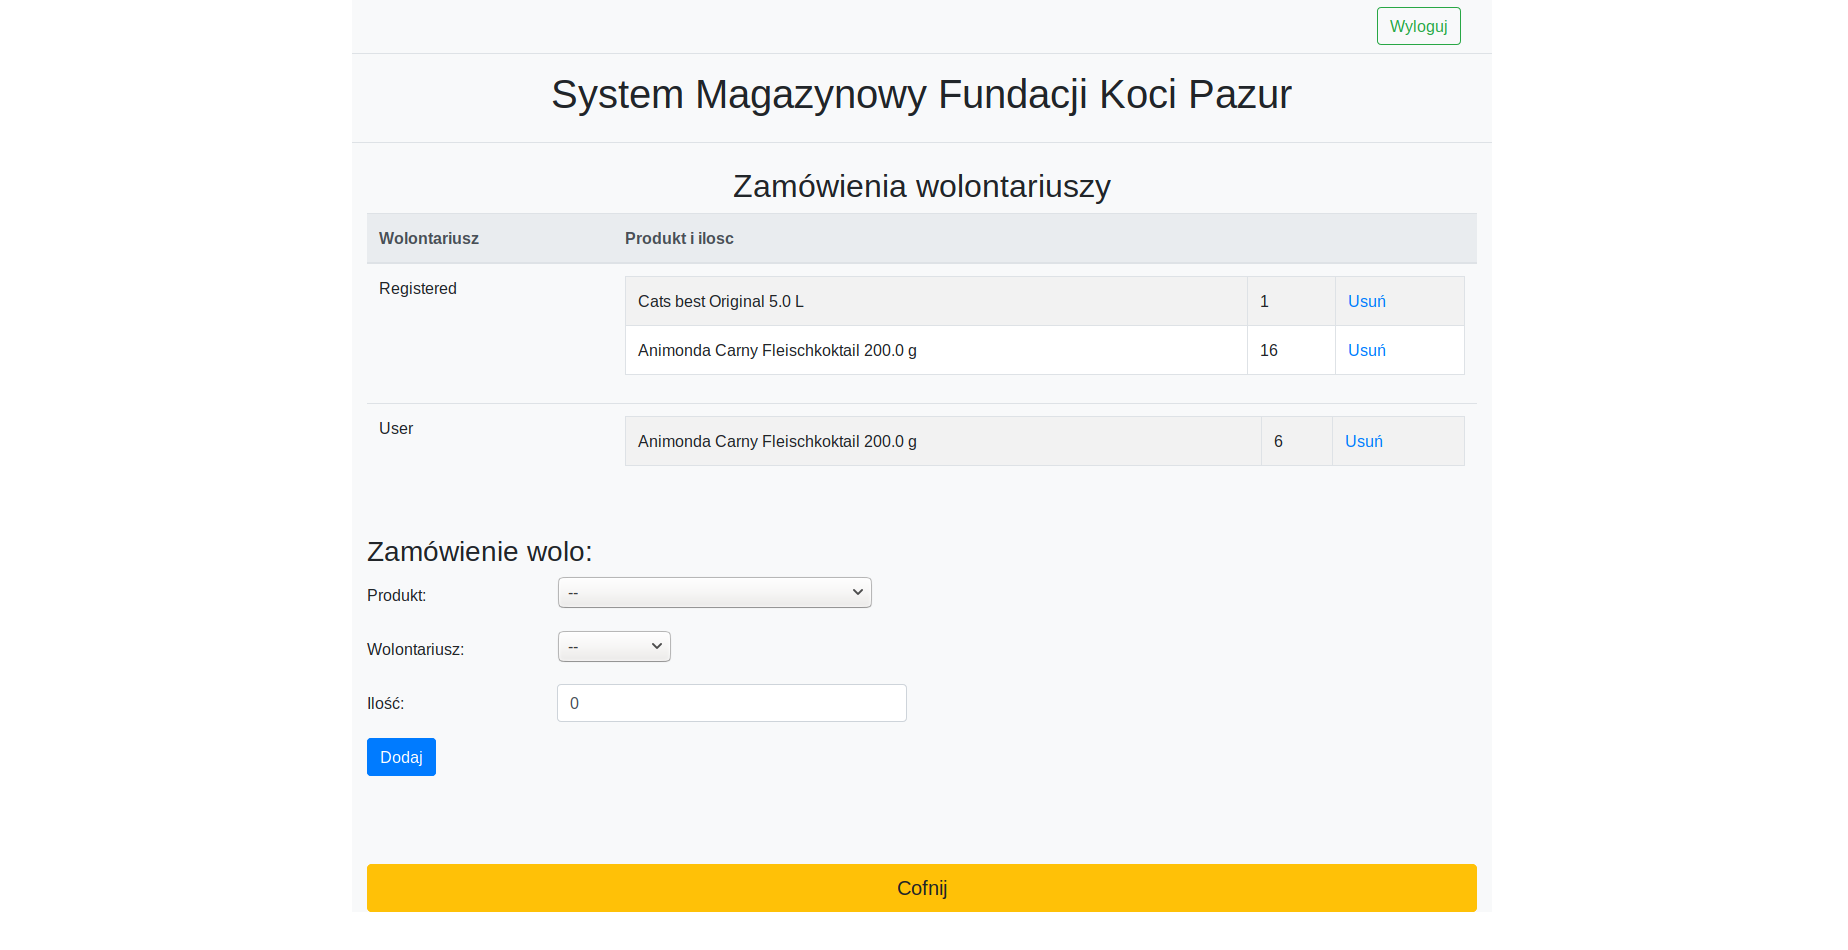 Wyloguj
System Magazynowy Fundacji Koci Pazur
Zamówienia wolontariuszy
Wolontariusz Produkt i ilosc
Registered Cats best Original 5.0 L 1 Usuń
Animonda Carny Fleischkoktail 200.0 g 16 Usuń
User Animonda Carny Fleischkoktail 200.0 g 6 Usuń
Zamówienie wolo:
Produkt: --
Wolontariusz: --
Ilość: 0
Dodaj
Cofnij